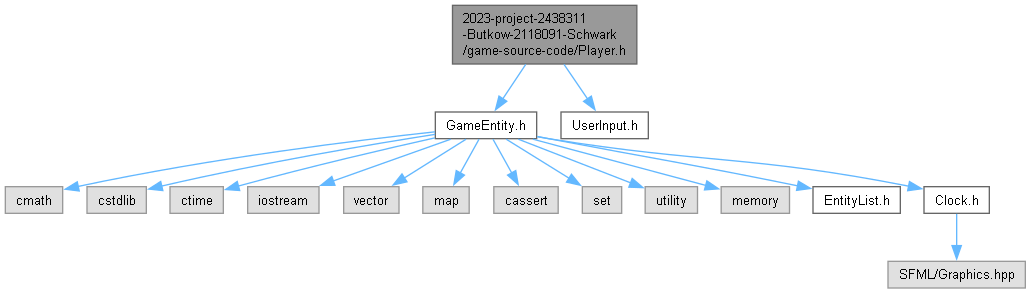 2023-project-2438311
-Butkow-2118091-Schwark
/game-source-code/Player.h
GameEntity.h
UserInput.h
cmath
cstdlib
ctime
iostream
vector
map
cassert
set
utility
memory
EntityList.h
Clock.h
SFML/Graphics.hpp